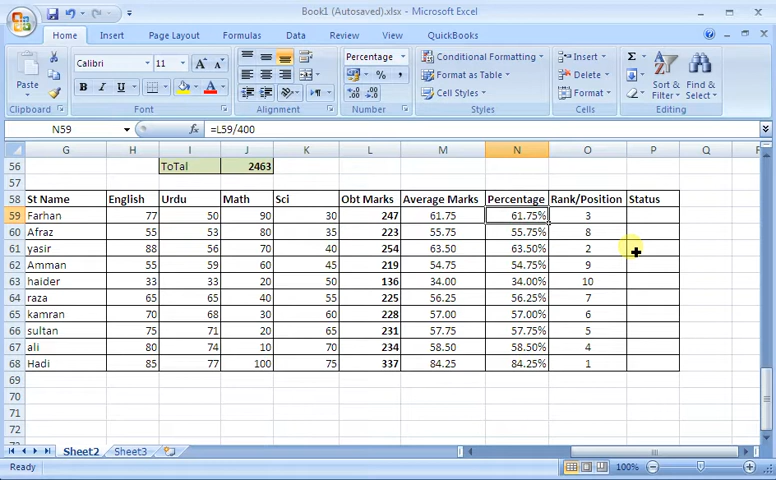 Book1 (Autosaved).xlsx - Microsoft Excel
Home Insert Page Layout Formulas Data Review View QuickBooks
Calibri 11 Percentage Conditional Formatting Insert Σ
Paste Format as Table Delete Sort & Find &
B I U A % , Cell Styles Format Filter Select
Clipboard Font Alignment Number Styles Cells Editing
N59 fx =L59/400
G H I J K L M N O P Q R
56 ToTal 2463
57
58 St Name English Urdu Math Sci Obt Marks Average Marks Percentage Rank/Position Status
59 Farhan 77 50 90 30 247 61.75 61.75% 3
60 Afraz 55 53 80 35 223 55.75 55.75% 8
61 yasir 88 56 70 40 254 63.50 63.50% 2
62 Amman 55 59 60 45 219 54.75 54.75% 9
63 haider 33 33 20 50 136 34.00 34.00% 10
64 raza 65 65 40 55 225 56.25 56.25% 7
65 kamran 70 68 30 60 228 57.00 57.00% 6
66 sultan 75 71 20 65 231 57.75 57.75% 5
67 ali 80 74 10 70 234 58.50 58.50% 4
68 Hadi 85 77 100 75 337 84.25 84.25% 1
69
70
71
72
Sheet2 Sheet3
Ready 100%